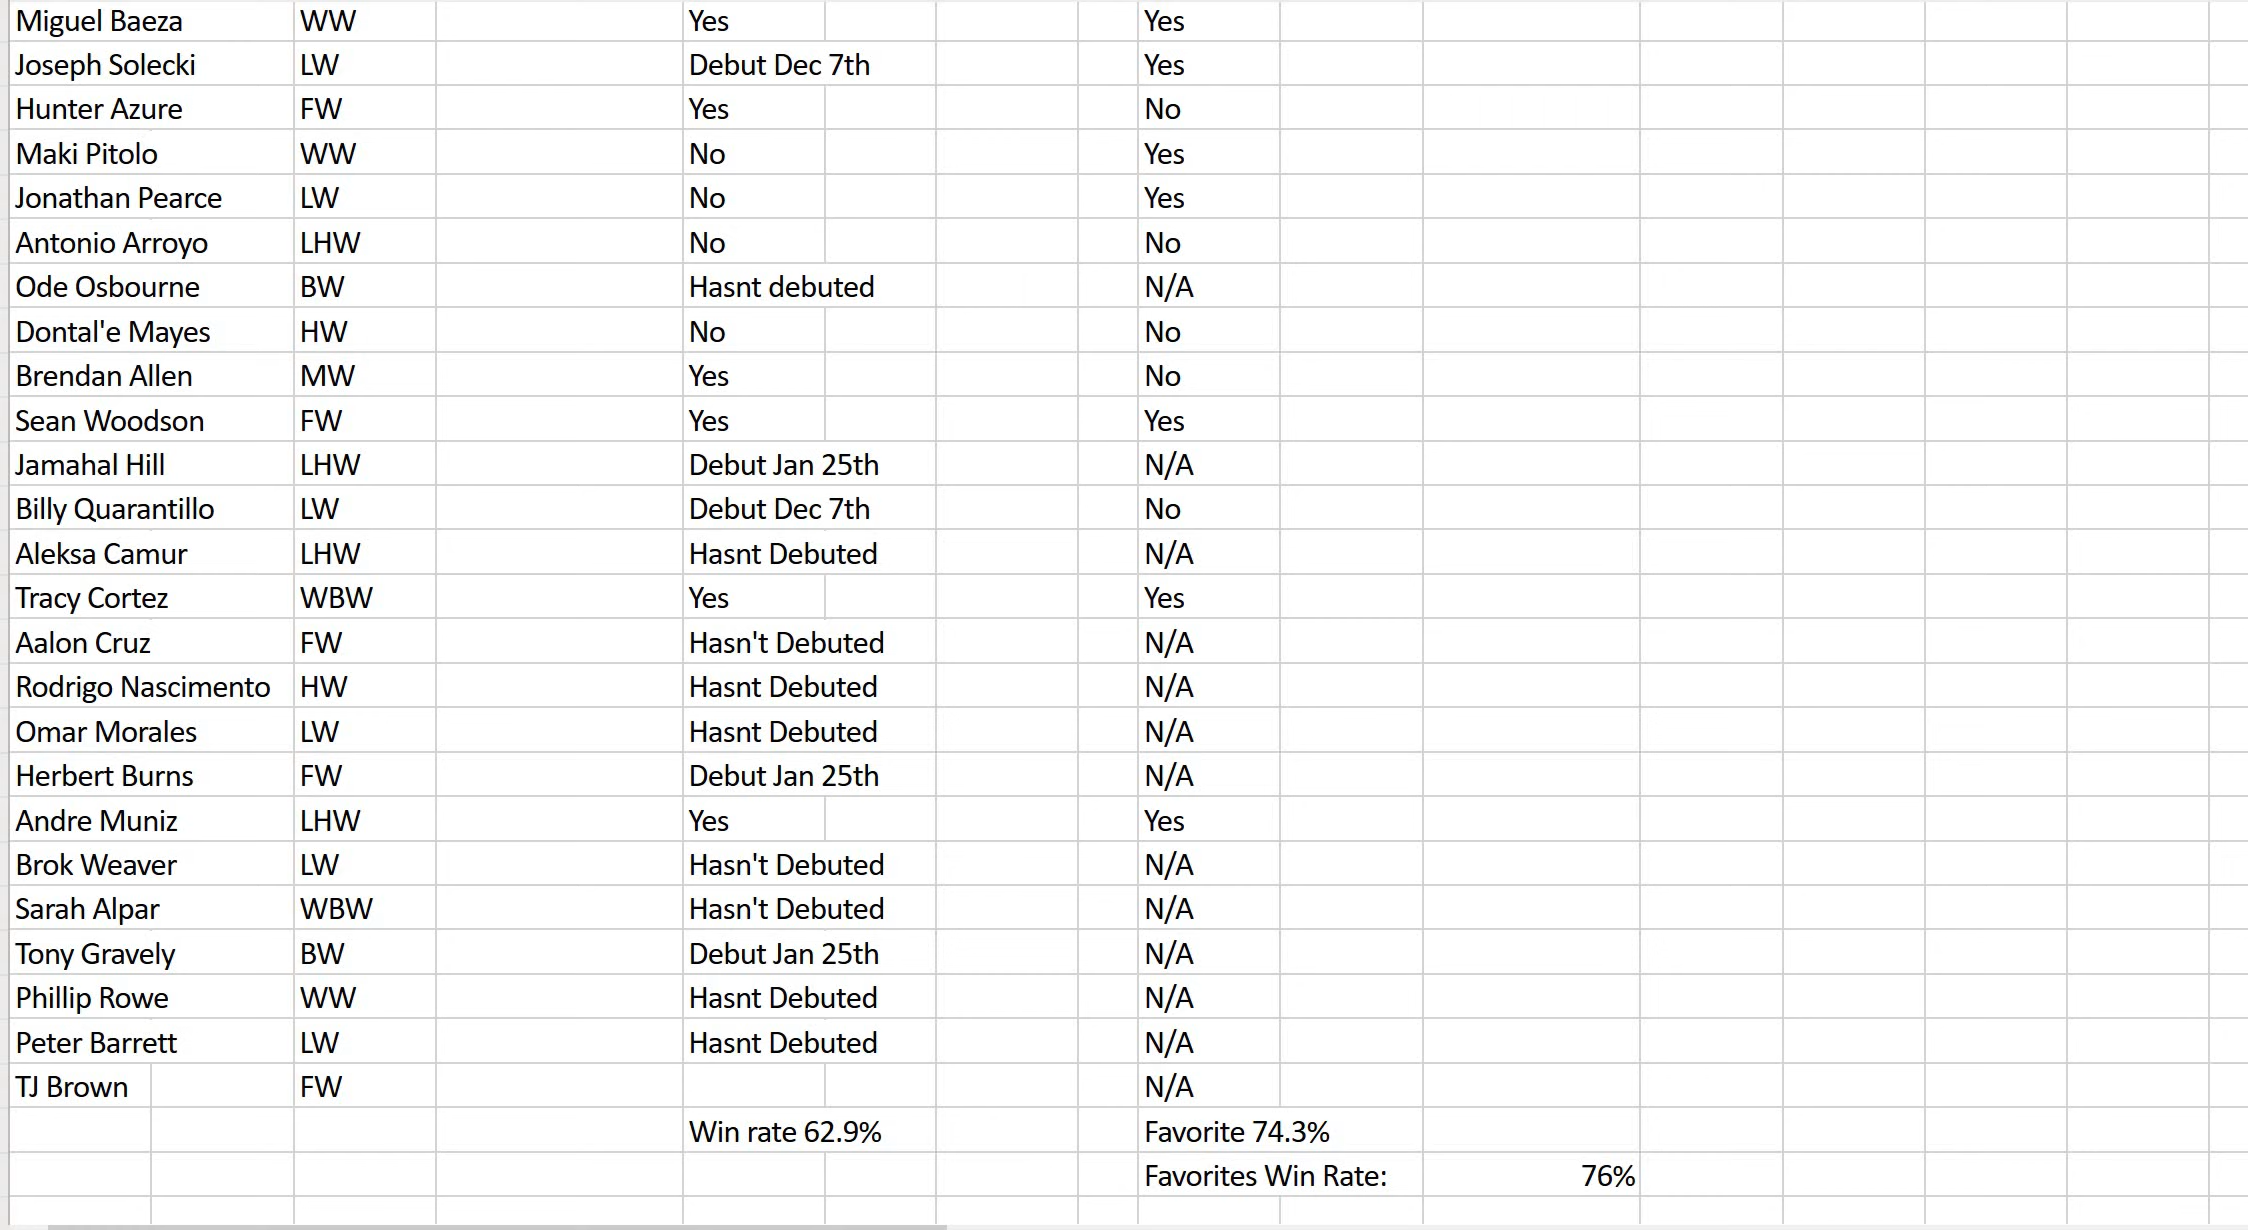 Miguel Baeza WW Yes Yes
Joseph Solecki LW Debut Dec 7th Yes
Hunter Azure FW Yes No
Maki Pitolo WW No Yes
Jonathan Pearce LW No Yes
Antonio Arroyo LHW No No
Ode Osbourne BW Hasnt debuted N/A
Dontal'e Mayes HW No No
Brendan Allen MW Yes No
Sean Woodson FW Yes Yes
Jamahal Hill LHW Debut Jan 25th N/A
Billy Quarantillo LW Debut Dec 7th No
Aleksa Camur LHW Hasnt Debuted N/A
Tracy Cortez WBW Yes Yes
Aalon Cruz FW Hasn't Debuted N/A
Rodrigo Nascimento HW Hasnt Debuted N/A
Omar Morales LW Hasnt Debuted N/A
Herbert Burns FW Debut Jan 25th N/A
Andre Muniz LHW Yes Yes
Brok Weaver LW Hasn't Debuted N/A
Sarah Alpar WBW Hasn't Debuted N/A
Tony Gravely BW Debut Jan 25th N/A
Phillip Rowe WW Hasnt Debuted N/A
Peter Barrett LW Hasnt Debuted N/A
TJ Brown FW N/A
Win rate 62.9% Favorite 74.3%
Favorites Win Rate: 76%